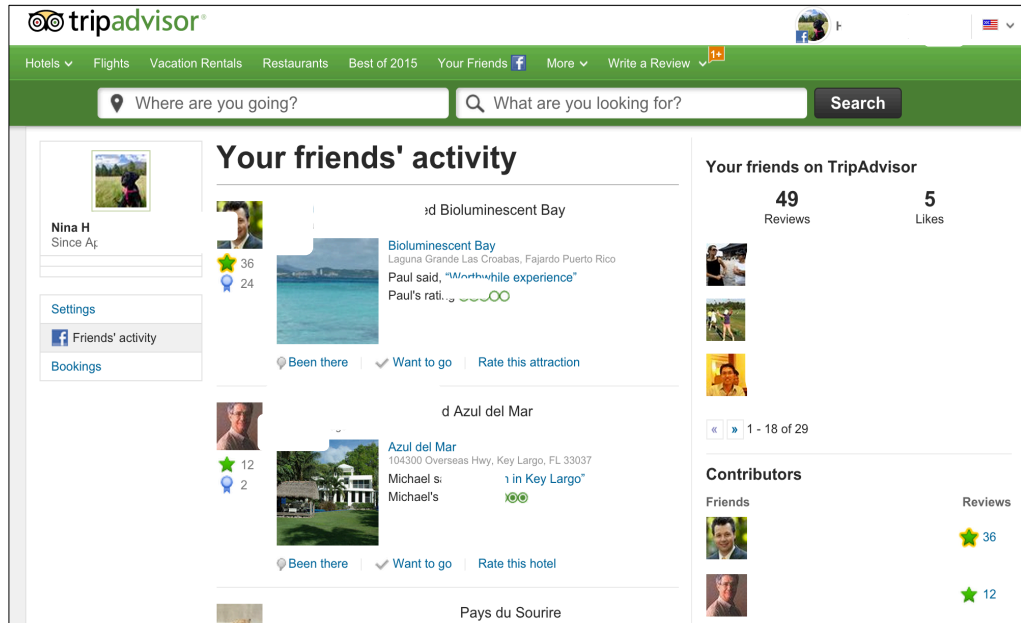 tripadvisor
Hotels Flights Vacation Rentals Restaurants Best of 2015 Your Friends f More Write a Review 1+
Where are you going? What are you looking for? Search
Nina H
Since
Settings
Friends' activity
Bookings
Your friends' activity
Bioluminescent Bay
36
24
Bioluminescent Bay
Laguna Grande Las Croabas, Fajardo Puerto Rico
Paul said, “Worthwhile experience”
Paul's
Been there Want to go Rate this attraction
Azul del Mar
12
2
Azul del Mar
104300 Overseas Hwy, Key Largo, FL 33037
Michael in Key Largo”
Michael's
Been there Want to go Rate this hotel
Pays du Sourire
Your friends on TripAdvisor
49 5
Reviews Likes
« » 1 - 18 of 29
Contributors
Friends Reviews
36
12